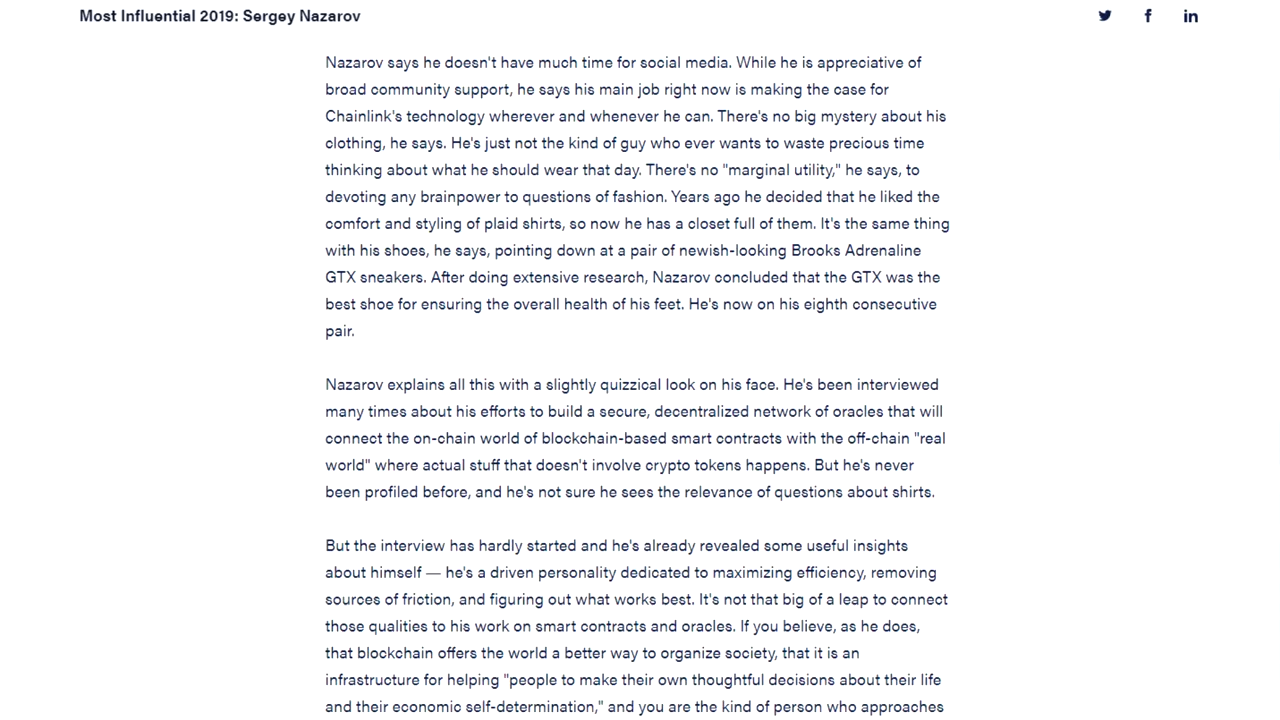 Most Influential 2019: Sergey Nazarov
Nazarov says he doesn't have much time for social media. While he is appreciative of
broad community support, he says his main job right now is making the case for
Chainlink's technology wherever and whenever he can. There's no big mystery about his
clothing, he says. He's just not the kind of guy who ever wants to waste precious time
thinking about what he should wear that day. There's no "marginal utility," he says, to
devoting any brainpower to questions of fashion. Years ago he decided that he liked the
comfort and styling of plaid shirts, so now he has a closet full of them. It's the same thing
with his shoes, he says, pointing down at a pair of newish-looking Brooks Adrenaline
GTX sneakers. After doing extensive research, Nazarov concluded that the GTX was the
best shoe for ensuring the overall health of his feet. He's now on his eighth consecutive
pair.
Nazarov explains all this with a slightly quizzical look on his face. He's been interviewed
many times about his efforts to build a secure, decentralized network of oracles that will
connect the on-chain world of blockchain-based smart contracts with the off-chain "real
world" where actual stuff that doesn't involve crypto tokens happens. But he's never
been profiled before, and he's not sure he sees the relevance of questions about shirts.
But the interview has hardly started and he's already revealed some useful insights
about himself — he's a driven personality dedicated to maximizing efficiency, removing
sources of friction, and figuring out what works best. It's not that big of a leap to connect
those qualities to his work on smart contracts and oracles. If you believe, as he does,
that blockchain offers the world a better way to organize society, that it is an
infrastructure for helping "people to make their own thoughtful decisions about their life
and their economic self-determination," and you are the kind of person who approaches